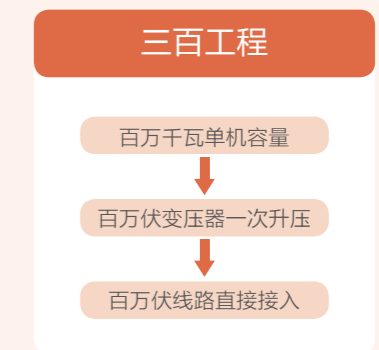 三百工程
百万千瓦单机容量
百万伏变压器一次升压
百万伏线路直接接入